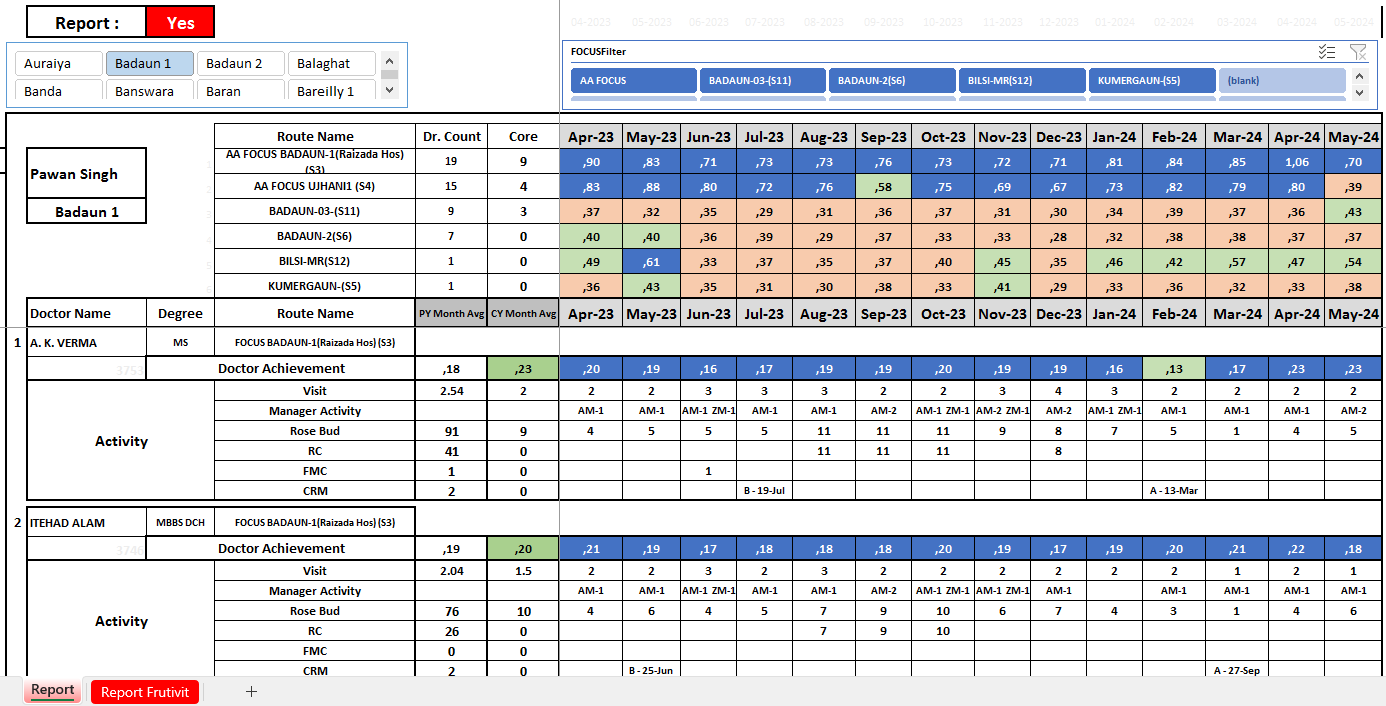 Report : Yes
04-2023 05-2023 06-2023 07-2023 08-2023 09-2023 10-2023 11-2023 12-2023 01-2024 02-2024 03-2024 04-2024 05-2024
Auraiya Badaun 1 Badaun 2 Balaghat
Banda Banswara Baran Bareilly 1
FOCUSFilter
AA FOCUS BADAUN-03-(S11) BADAUN-2(S6) BILSI-MR(S12) KUMERGAUN-(S5) (blank)
Route Name Dr. Count Core Apr-23 May-23 Jun-23 Jul-23 Aug-23 Sep-23 Oct-23 Nov-23 Dec-23 Jan-24 Feb-24 Mar-24 Apr-24 May-24
Pawan Singh
Badaun 1
AA FOCUS BADAUN-1(Raizada Hos) (S3) 19 9 ,90 ,83 ,71 ,73 ,73 ,76 ,73 ,72 ,71 ,81 ,84 ,85 1,06 ,70
AA FOCUS UJHANI1 (S4) 15 4 ,83 ,88 ,80 ,72 ,76 ,58 ,75 ,69 ,67 ,73 ,82 ,79 ,80 ,39
BADAUN-03-(S11) 9 3 ,37 ,32 ,35 ,29 ,31 ,36 ,37 ,31 ,30 ,34 ,39 ,37 ,36 ,43
BADAUN-2(S6) 7 0 ,40 ,40 ,36 ,39 ,29 ,37 ,33 ,33 ,28 ,32 ,38 ,38 ,37 ,37
BILSI-MR(S12) 1 0 ,49 ,61 ,33 ,37 ,35 ,37 ,40 ,45 ,35 ,46 ,42 ,57 ,47 ,54
KUMERGAUN-(S5) 1 0 ,36 ,43 ,35 ,31 ,30 ,38 ,33 ,41 ,29 ,33 ,36 ,32 ,33 ,38
Doctor Name Degree Route Name PY Month Avg CY Month Avg Apr-23 May-23 Jun-23 Jul-23 Aug-23 Sep-23 Oct-23 Nov-23 Dec-23 Jan-24 Feb-24 Mar-24 Apr-24 May-24
1 A. K. VERMA MS FOCUS BADAUN-1(Raizada Hos) (S3)
3753 Doctor Achievement ,18 ,23 ,20 ,19 ,16 ,17 ,19 ,19 ,20 ,19 ,19 ,16 ,13 ,17 ,23 ,23
Visit 2.54 2 2 2 3 3 3 2 2 3 4 3 2 2 2 2
Manager Activity AM-1 AM-1 AM-1 ZM-1 AM-1 AM-1 AM-2 AM-1 ZM-1 AM-2 ZM-1 AM-2 AM-1 ZM-1 AM-1 AM-1 AM-1 AM-2
Activity
Rose Bud 91 9 4 5 5 5 11 11 11 9 8 7 5 1 4 5
RC 41 0 11 11 11 8
FMC 1 0 1
CRM 2 0 B - 19-Jul A - 13-Mar
2 ITEHAD ALAM MBBS DCH FOCUS BADAUN-1(Raizada Hos) (S3)
Doctor Achievement ,19 ,20 ,21 ,19 ,17 ,18 ,18 ,18 ,20 ,19 ,17 ,19 ,20 ,21 ,22 ,18
Visit 2.04 1.5 2 2 3 2 3 2 2 2 2 2 2 1 2 1
Manager Activity AM-1 AM-1 AM-1 ZM-1 AM-1 AM-1 AM-2 AM-1 ZM-1 AM-1 ZM-1 AM-1 AM-1 AM-1 AM-1 AM-1
Activity
Rose Bud 76 10 4 6 4 5 7 9 10 6 7 4 3 1 4 6
RC 26 0 7 9 10
FMC 0 0
CRM 2 0 B - 25-Jun A - 27-Sep
Report Report Frutivit +